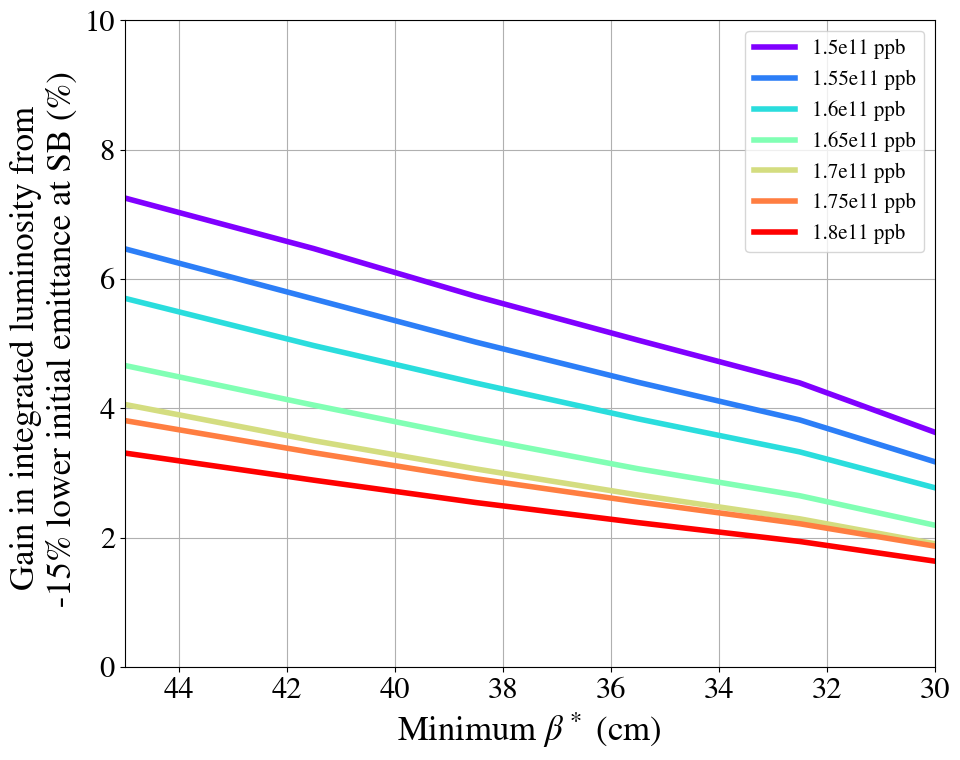 Gain in integrated luminosity from
-15% lower initial emittance at SB (%)
10
8
6
4
2
0
44 42 40 38 36 34 32 30
Minimum β* (cm)
1.5e11 ppb
1.55e11 ppb
1.6e11 ppb
1.65e11 ppb
1.7e11 ppb
1.75e11 ppb
1.8e11 ppb